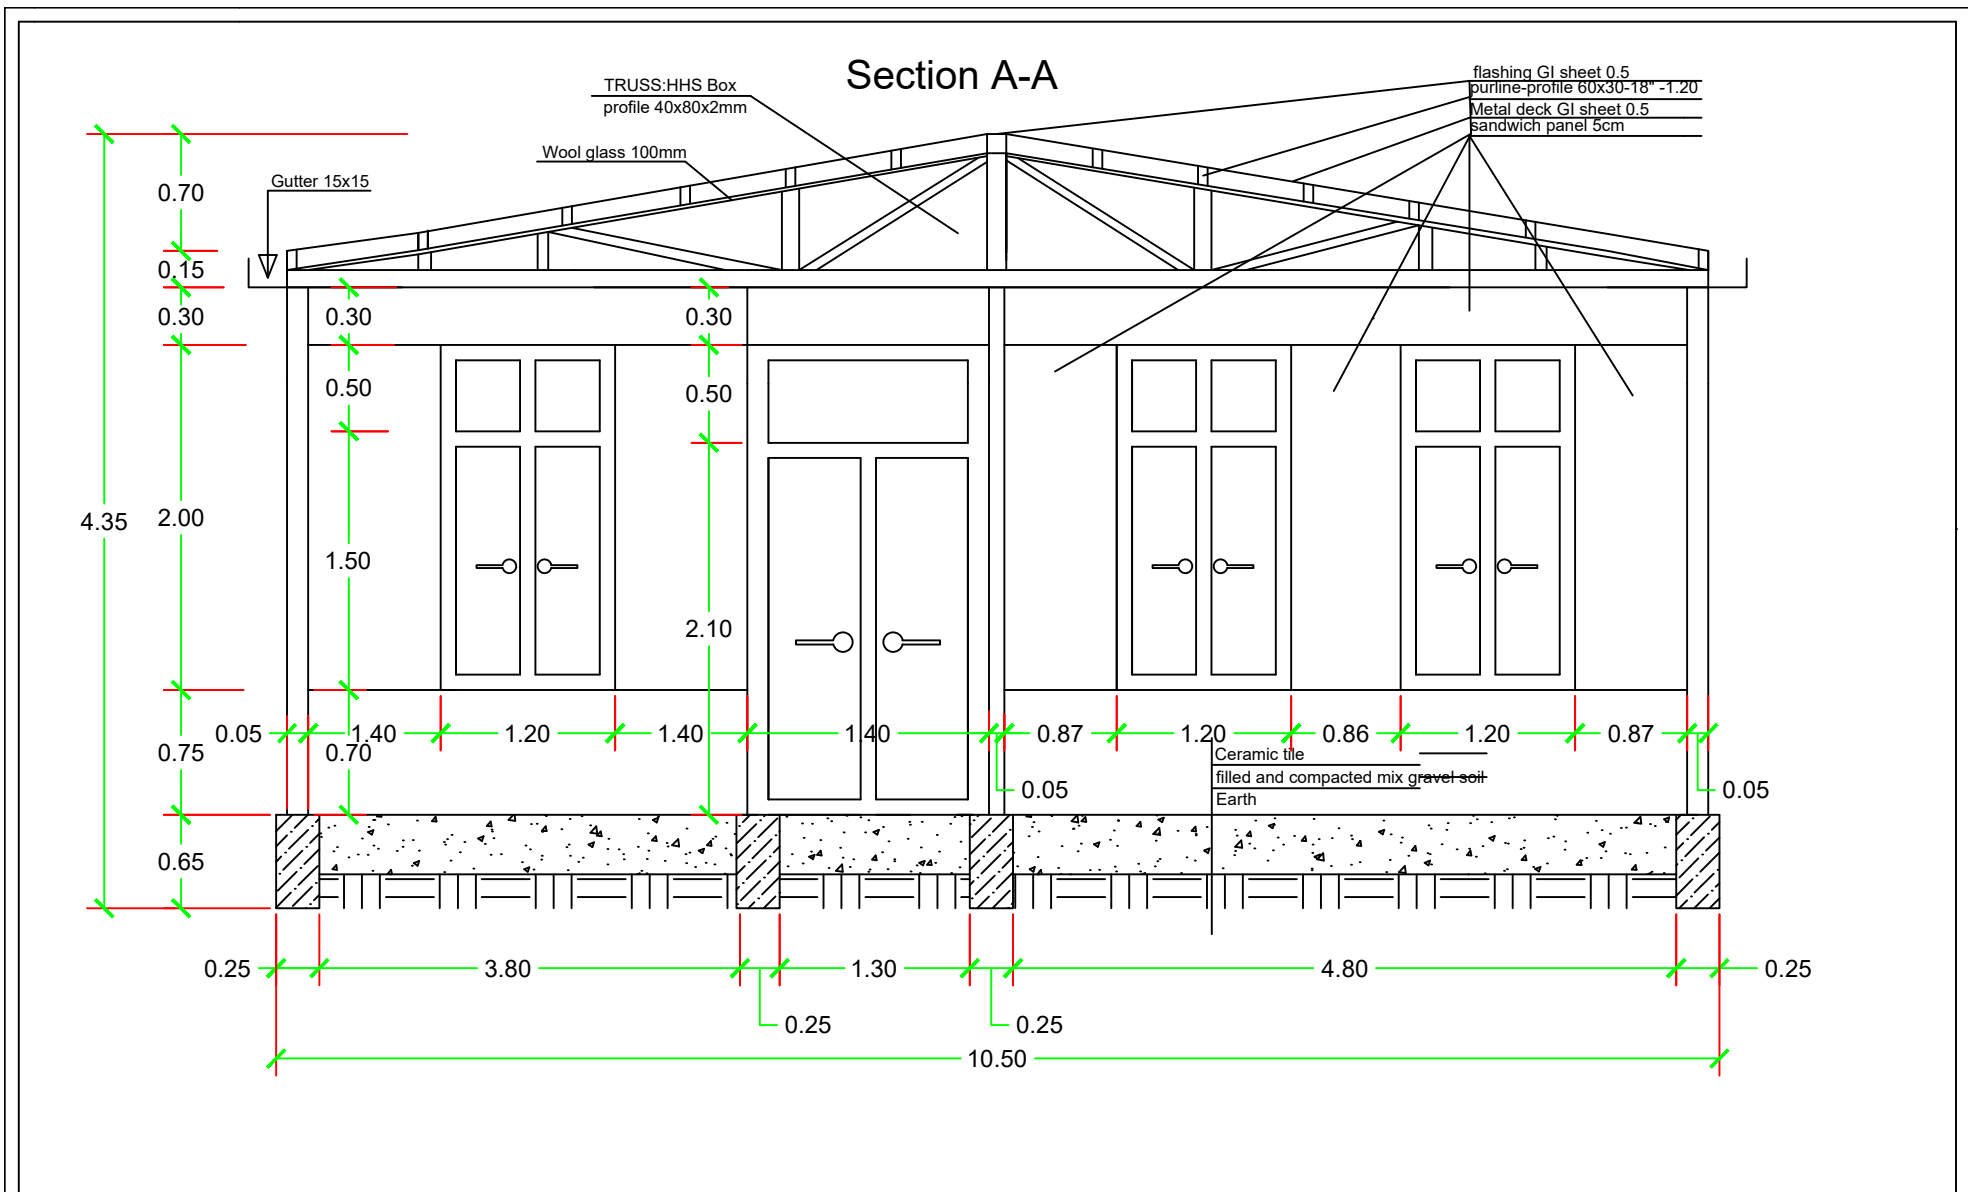 Section A-A
TRUSS:HHS Box
profile 40x80x2mm
flashing GI sheet 0.5
purline-profile 60x30-18" -1.20
Metal deck GI sheet 0.5
sandwich panel 5cm
Wool glass 100mm
Gutter 15x15
0.70
0.15
0.30
0.30
0.30
0.50
0.50
4.35
2.00
1.50
2.10
0.05
1.40
1.20
1.40
1.40
0.87
1.20
0.86
1.20
0.87
0.75
0.70
Ceramic tile
filled and compacted mix gravel soil
Earth
0.05
0.05
0.65
0.25
3.80
1.30
4.80
0.25
0.25
0.25
10.50